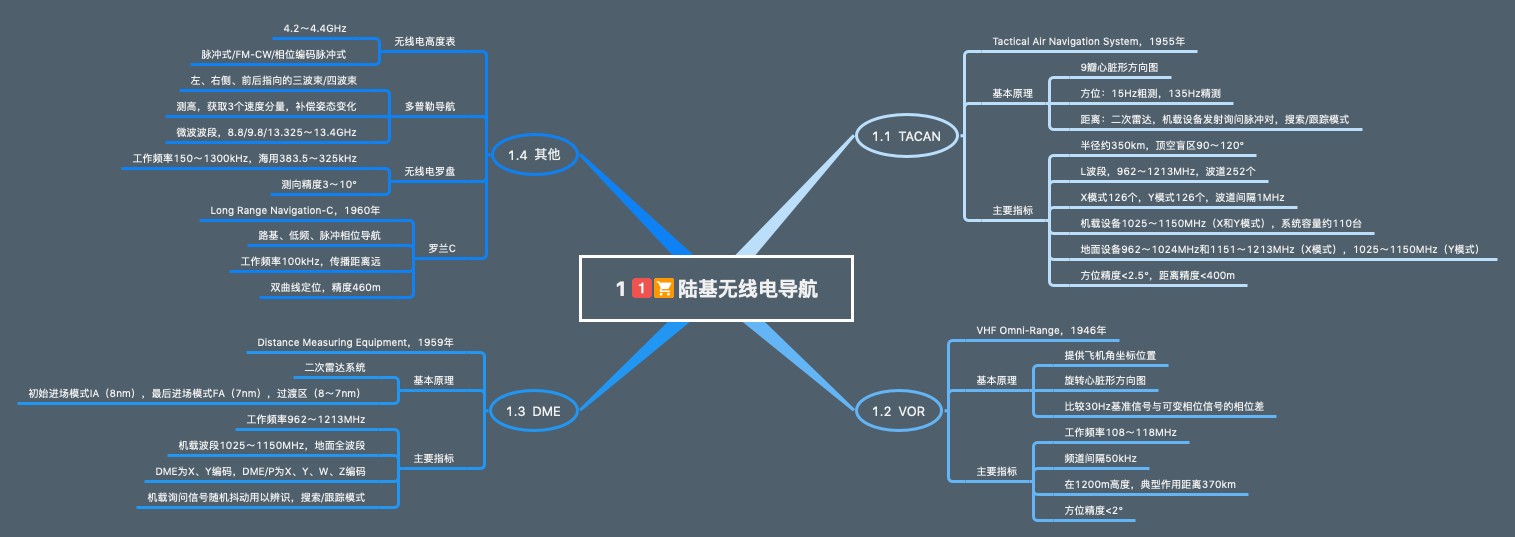 1 1 陆基无线电导航
1.1 TACAN
Tactical Air Navigation System，1955年
基本原理
9瓣心脏形方向图
方位：15Hz粗测，135Hz精测
距离：二次雷达，机载设备发射询问脉冲对，搜索/跟踪模式
主要指标
半径约350km，顶空盲区90～120°
L波段，962～1213MHz，波道252个
X模式126个，Y模式126个，波道间隔1MHz
机载设备1025～1150MHz（X和Y模式），系统容量约110台
地面设备962～1024MHz和1151～1213MHz（X模式），1025～1150MHz（Y模式）
方位精度<2.5°，距离精度<400m
1.2 VOR
VHF Omni-Range，1946年
基本原理
提供飞机角坐标位置
旋转心脏形方向图
比较30Hz基准信号与可变相位信号的相位差
主要指标
工作频率108～118MHz
频道间隔50kHz
在1200m高度，典型作用距离370km
方位精度<2°
1.3 DME
Distance Measuring Equipment，1959年
基本原理
二次雷达系统
初始进场模式IA（8nm），最后进场模式FA（7nm），过渡区（8～7nm）
主要指标
工作频率962～1213MHz
机载波段1025～1150MHz，地面全波段
DME为X、Y编码，DME/P为X、Y、W、Z编码
机载询问信号随机抖动用以辨识，搜索/跟踪模式
1.4 其他
无线电高度表
4.2～4.4GHz
脉冲式/FM-CW/相位编码脉冲式
多普勒导航
左、右侧、前后指向的三波束/四波束
测高，获取3个速度分量，补偿姿态变化
微波波段，8.8/9.8/13.325～13.4GHz
无线电罗盘
工作频率150～1300kHz，海用383.5～325kHz
测向精度3～10°
罗兰C
Long Range Navigation-C，1960年
路基、低频、脉冲相位导航
工作频率100kHz，传播距离远
双曲线定位，精度460m